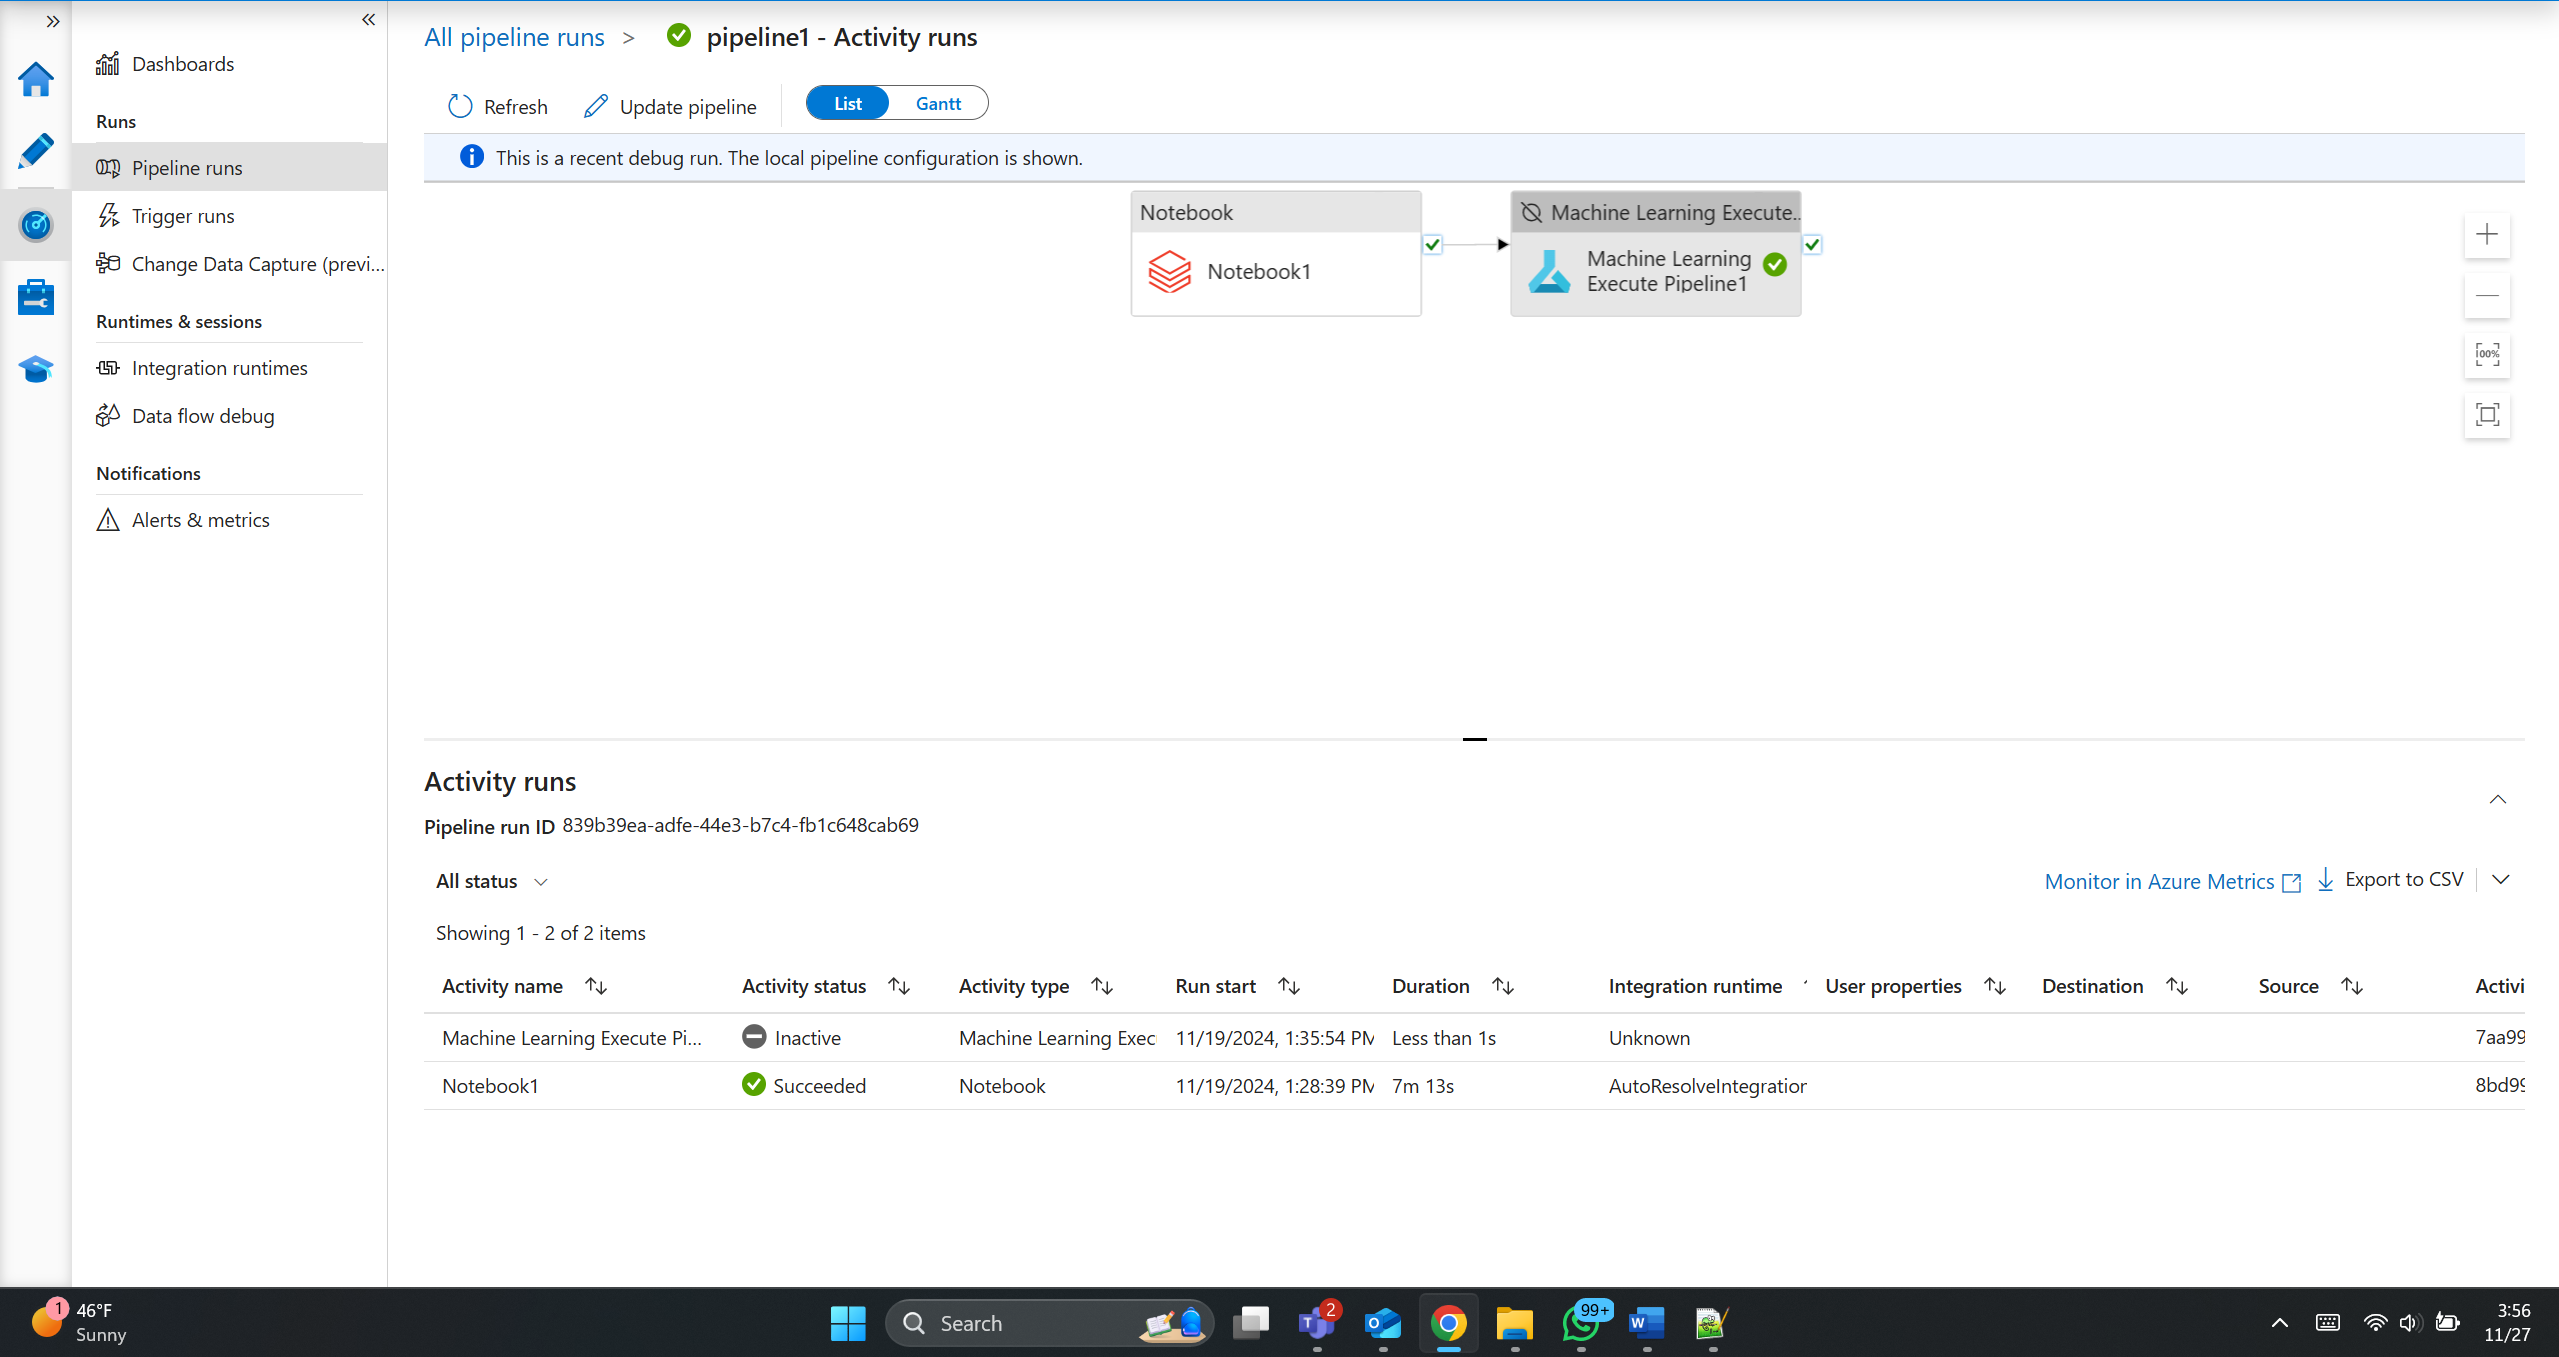 Dashboards
Runs
Pipeline runs
Trigger runs
Change Data Capture (previ...
Runtimes & sessions
Integration runtimes
Data flow debug
Notifications
Alerts & metrics
All pipeline runs > pipeline1 - Activity runs
Refresh Update pipeline List Gantt
This is a recent debug run. The local pipeline configuration is shown.
Notebook
Notebook1
Machine Learning Execute...
Machine Learning
Execute Pipeline1
100%
Activity runs
Pipeline run ID 839b39ea-adfe-44e3-b7c4-fb1c648cab69
All status
Monitor in Azure Metrics Export to CSV
Showing 1 - 2 of 2 items
Activity name Activity status Activity type Run start Duration Integration runtime User properties Destination Source Activi
Machine Learning Execute Pi... Inactive Machine Learning Exec 11/19/2024, 1:35:54 PM Less than 1s Unknown 7aa99
Notebook1 Succeeded Notebook 11/19/2024, 1:28:39 PM 7m 13s AutoResolveIntegration 8bd99
1 46°F
Sunny
Search
2
99+
3:56
11/27